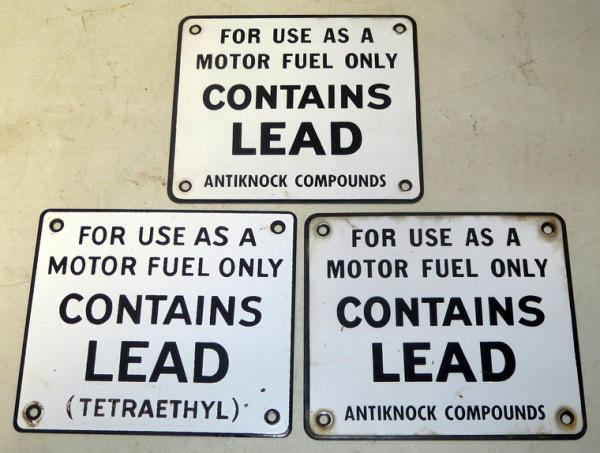 FOR USE AS A
MOTOR FUEL ONLY
CONTAINS
LEAD
ANTIKNOCK COMPOUNDS
FOR USE AS A
MOTOR FUEL ONLY
CONTAINS
LEAD
(TETRAETHYL)
FOR USE AS A
MOTOR FUEL ONLY
CONTAINS
LEAD
ANTIKNOCK COMPOUNDS